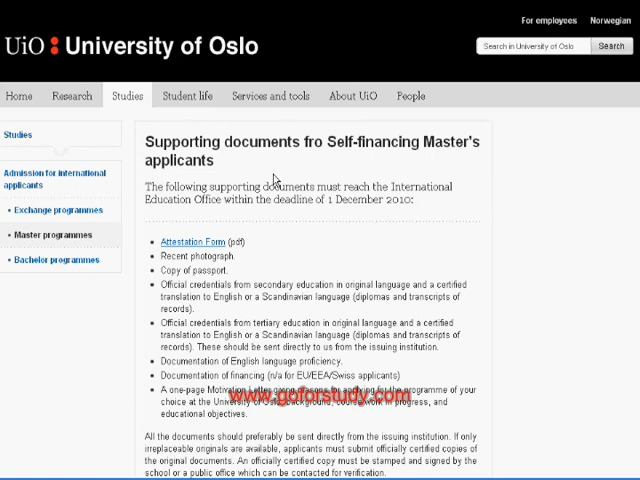 For employees Norwegian
UiO : University of Oslo
Search in University of Oslo Search
Home Research Studies Student life Services and tools About UiO People
Studies
Admission for international
applicants
Exchange programmes
Master programmes
Bachelor programmes
Supporting documents fro Self-financing Master's
applicants
The following supporting documents must reach the International
Education Office within the deadline of 1 December 2010:
Attestation Form (pdf)
Recent photograph.
Copy of passport.
Official credentials from secondary education in original language and a certified
translation to English or a Scandinavian language (diplomas and transcripts of
records).
Official credentials from tertiary education in original language and a certified
translation to English or a Scandinavian language (diplomas and transcripts of
records). These should be sent directly to us from the issuing institution.
Documentation of English language proficiency.
Documentation of financing (n/a for EU/EEA/Swiss applicants)
A one-page Motivation Letter giving reasons for applying for the programme of your
choice at the University of Oslo, background, course work in progress, and
educational objectives.
www.goforstudy.com
All the documents should preferably be sent directly from the issuing institution. If only
irreplaceable originals are available, applicants must submit officially certified copies
of the original documents. An officially certified copy must be stamped and signed by the
school or a public office which can be contacted for verification.